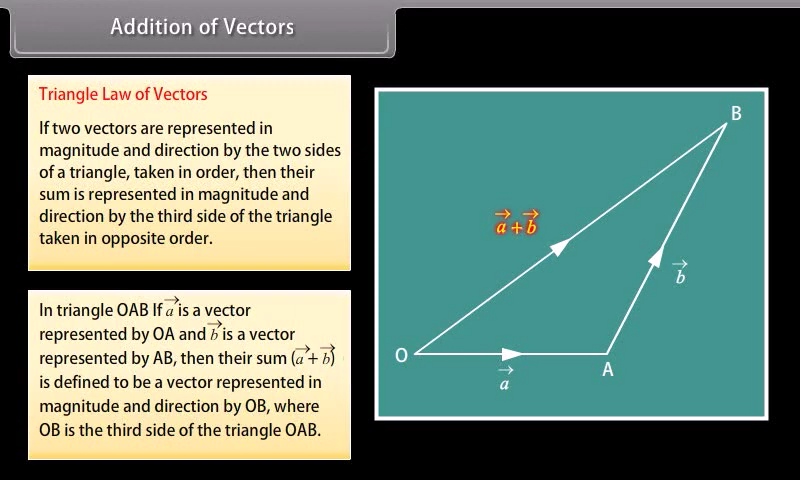 Addition of Vectors
Triangle Law of Vectors
If two vectors are represented in
magnitude and direction by the two sides
of a triangle, taken in order, then their
sum is represented in magnitude and
direction by the third side of the triangle
taken in opposite order.
In triangle OAB If a⃗ is a vector
represented by OA and b⃗ is a vector
represented by AB, then their sum (a⃗ + b⃗)
is defined to be a vector represented in
magnitude and direction by OB, where
OB is the third side of the triangle OAB.
B
a⃗ + b⃗
b⃗
O
A
a⃗